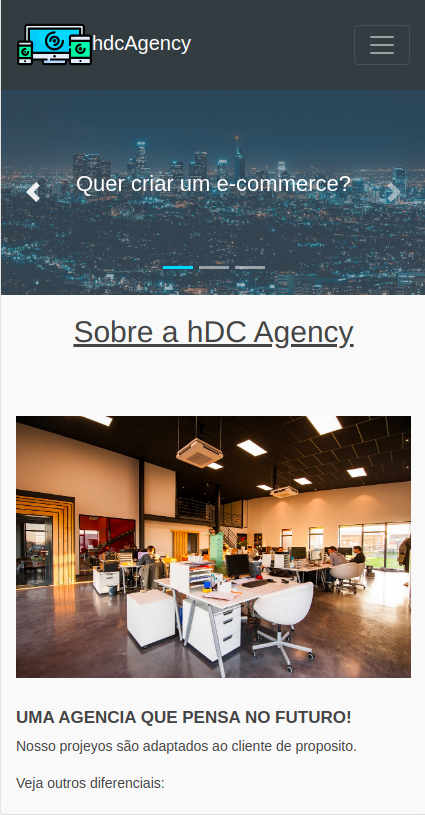 hdcAgency
Quer criar um e-commerce?
Sobre a hDC Agency
UMA AGENCIA QUE PENSA NO FUTURO!
Nosso projeyos são adaptados ao cliente de proposito.
Veja outros diferenciais: